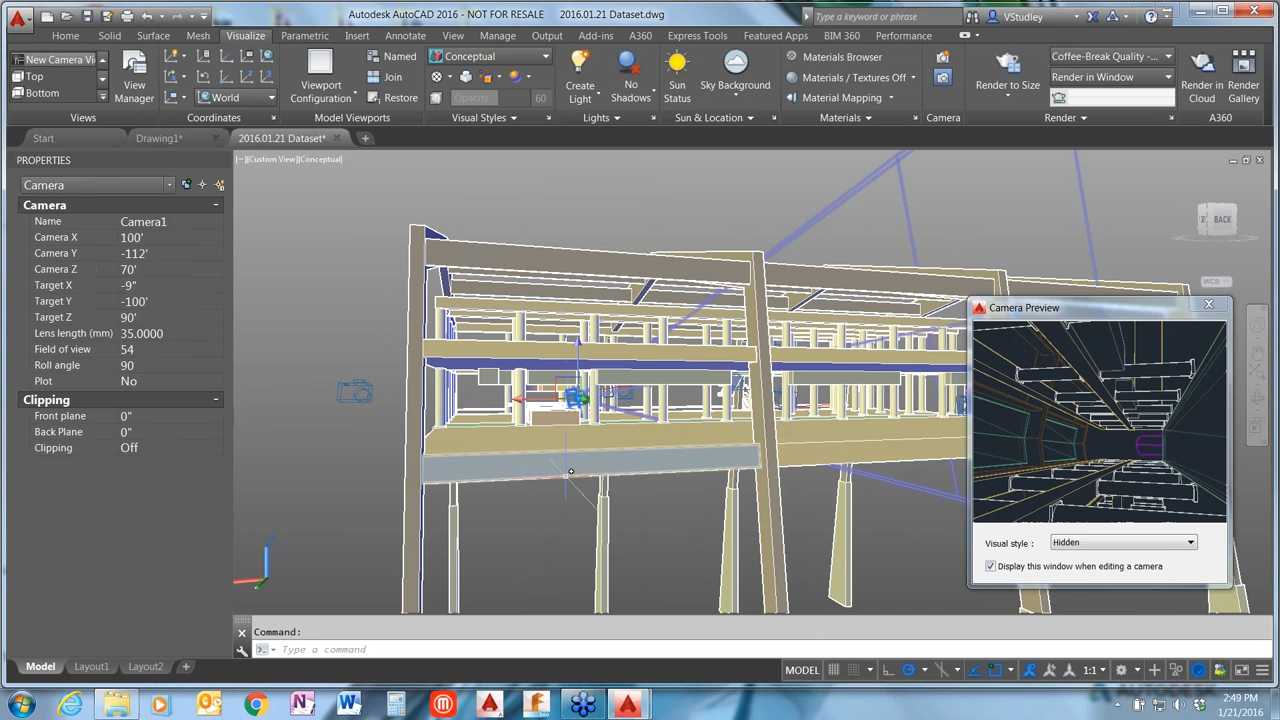 Autodesk AutoCAD 2016 - NOT FOR RESALE 2016.01.21 Dataset.dwg
Type a keyword or phrase
VStudley
Home Solid Surface Mesh Visualize Parametric Insert Annotate View Manage Output Add-ins A360 Express Tools Featured Apps BIM 360 Performance
New Camera Vi
Top
Bottom
View
Manager
World
Viewport
Configuration
Named
Join
Restore
Conceptual
Opacity 60
Create
Light
No
Shadows
Sun
Status
Sky Background
Materials Browser
Materials / Textures Off
Material Mapping
Render to Size
Coffee-Break Quality
Render in Window
Render in
Cloud
Render
Gallery
Views Coordinates Model Viewports Visual Styles Lights Sun & Location Materials Camera Render A360
Start Drawing1* 2016.01.21 Dataset*
PROPERTIES
Camera
Camera
Name Camera1
Camera X 100'
Camera Y -112'
Camera Z 70'
Target X -9"
Target Y -100'
Target Z 90'
Lens length (mm) 35.0000
Field of view 54
Roll angle 90
Plot No
Clipping
Front plane 0"
Back Plane 0"
Clipping Off
[−][Custom View][Conceptual]
BACK
WCS
Camera Preview
Visual style : Hidden
Display this window when editing a camera
Command:
Type a command
Model Layout1 Layout2
MODEL
1:1
2:49 PM
1/21/2016